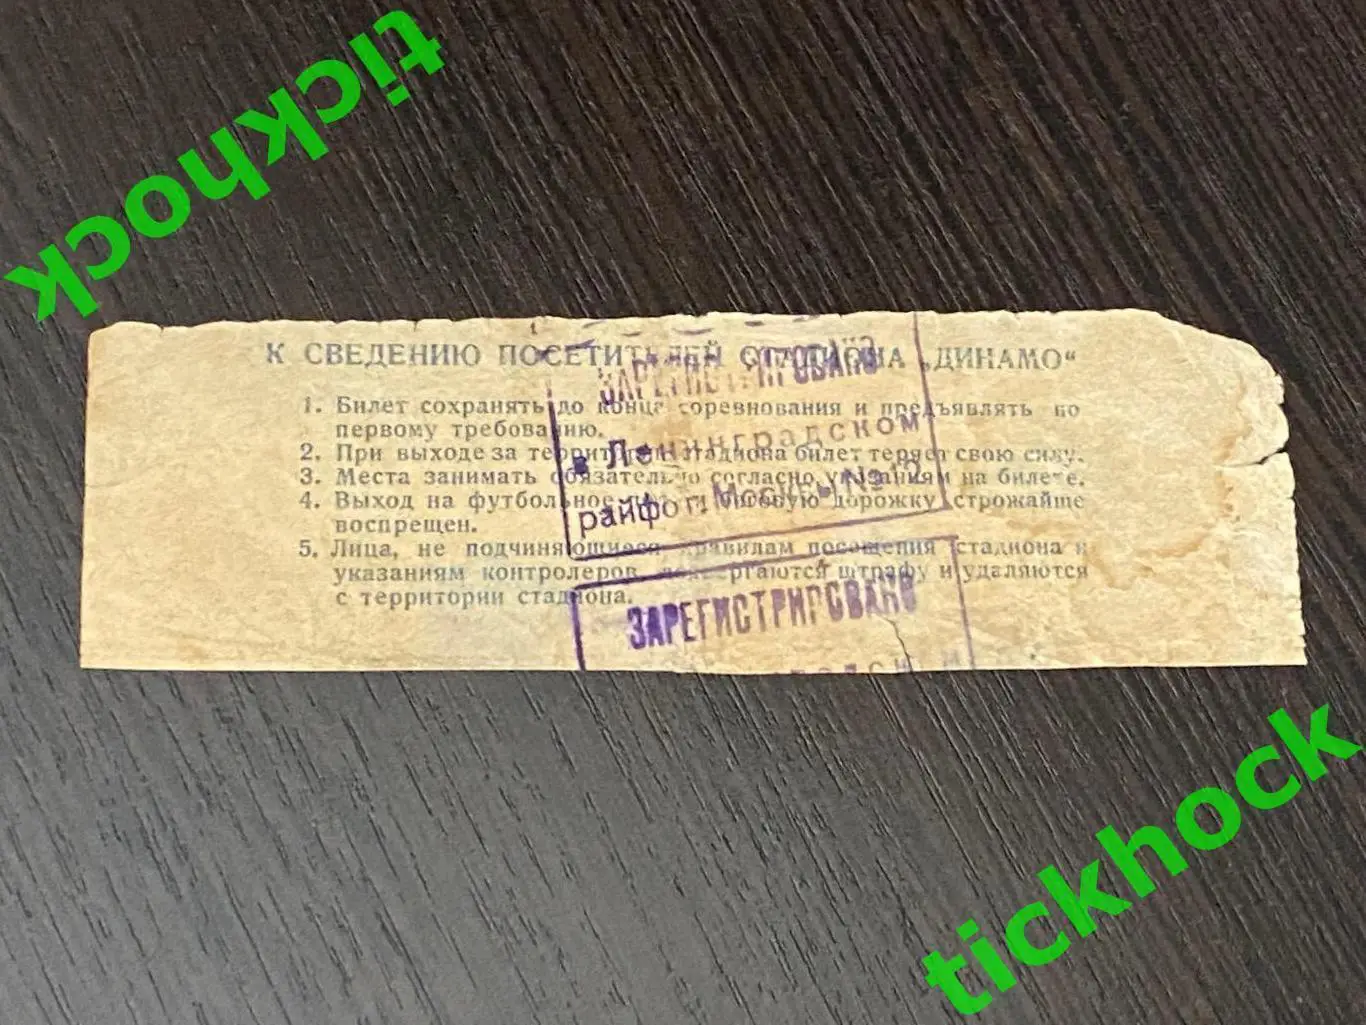 tickhock
К СВЕДЕНИЮ ПОСЕТИТЕЛЕЙ СТАДИОНА „ДИНАМО“
1. Билет сохранять до конца соревнования и предъявлять по
первому требованию.
2. При выходе за территорию стадиона билет теряет свою силу.
3. Места занимать обязательно согласно указаниям на билете.
4. Выход на футбольное и беговую дорожку строжайше
воспрещен.
5. Лица, не подчиняющиеся правилам посещения стадиона и
указаниям контролеров, подвергаются штрафу и удаляются
с территории стадиона.
ЗАРЕГИСТРИРОВАНО
в Ленинградском
райфо г. Москвы № 12
ЗАРЕГИСТРИРОВАНО
tickhock